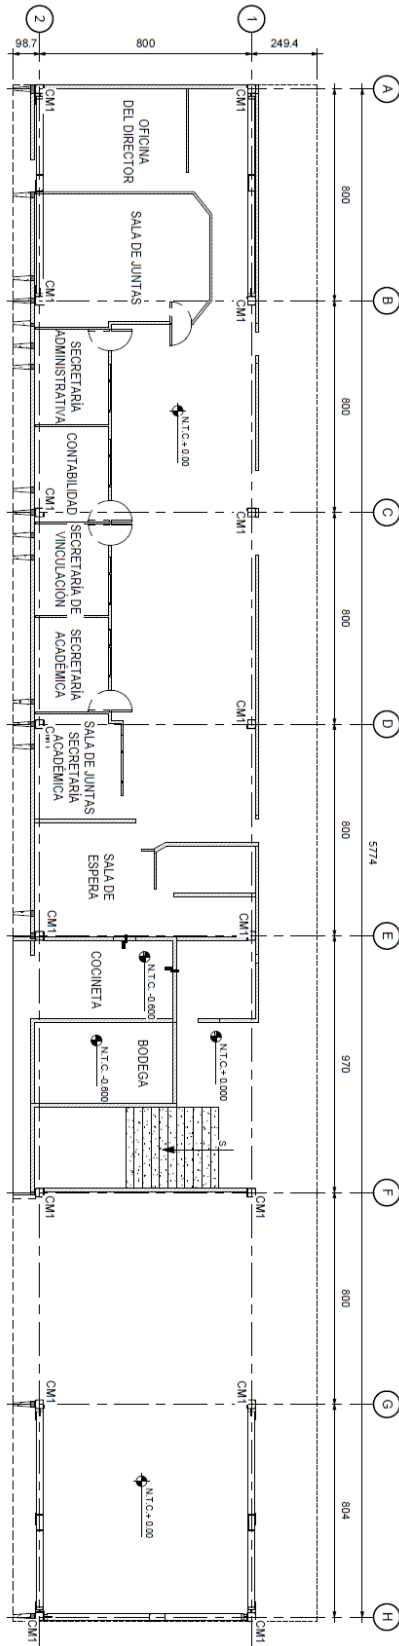 A
B
C
D
E
F
G
H
5774
800
800
800
800
970
800
804
249.4
1
800
2
98.7
CM1
CM1
CM1
CM1
CM1
CM1
CM1
CM1
N.T.C.+ 0.00
N.T.C.+ 0.000
S
N.T.C. -0.600
N.T.C. -0.600
N.T.C.+ 0.00
OFICINA
DEL DIRECTOR
SALA DE JUNTAS
SECRETARÍA
ADMINISTRATIVA
CONTABILIDAD
SECRETARÍA DE
VINCULACIÓN
SECRETARÍA
ACADÉMICA
SALA DE JUNTAS
SECRETARÍA
ACADÉMICA
SALA DE
ESPERA
COCINETA
BODEGA
CM1
CM1
CM1
CM1
CM1
CM1
CM1